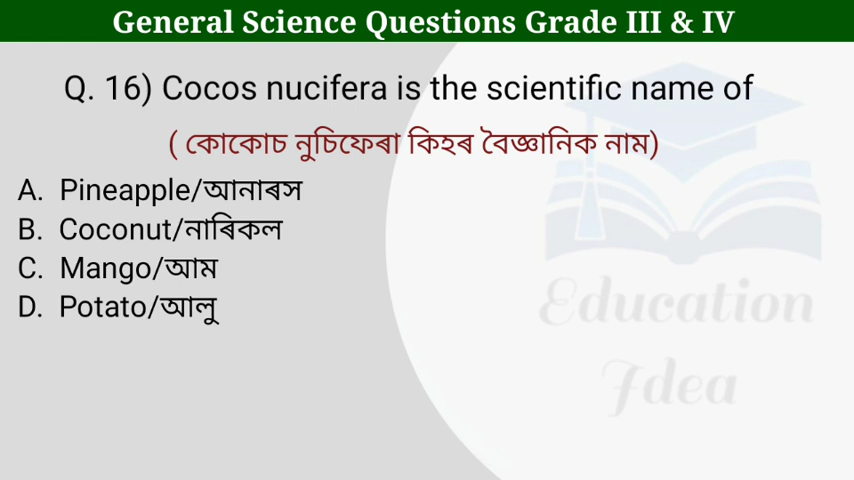 General Science Questions Grade III & IV
Q. 16) Cocos nucifera is the scientific name of
( কোকোচ নুচিফেৰা কিহৰ বৈজ্ঞানিক নাম)
A. Pineapple/আনাৰস
B. Coconut/নাৰিকল
C. Mango/আম
D. Potato/আলু
Education
Idea